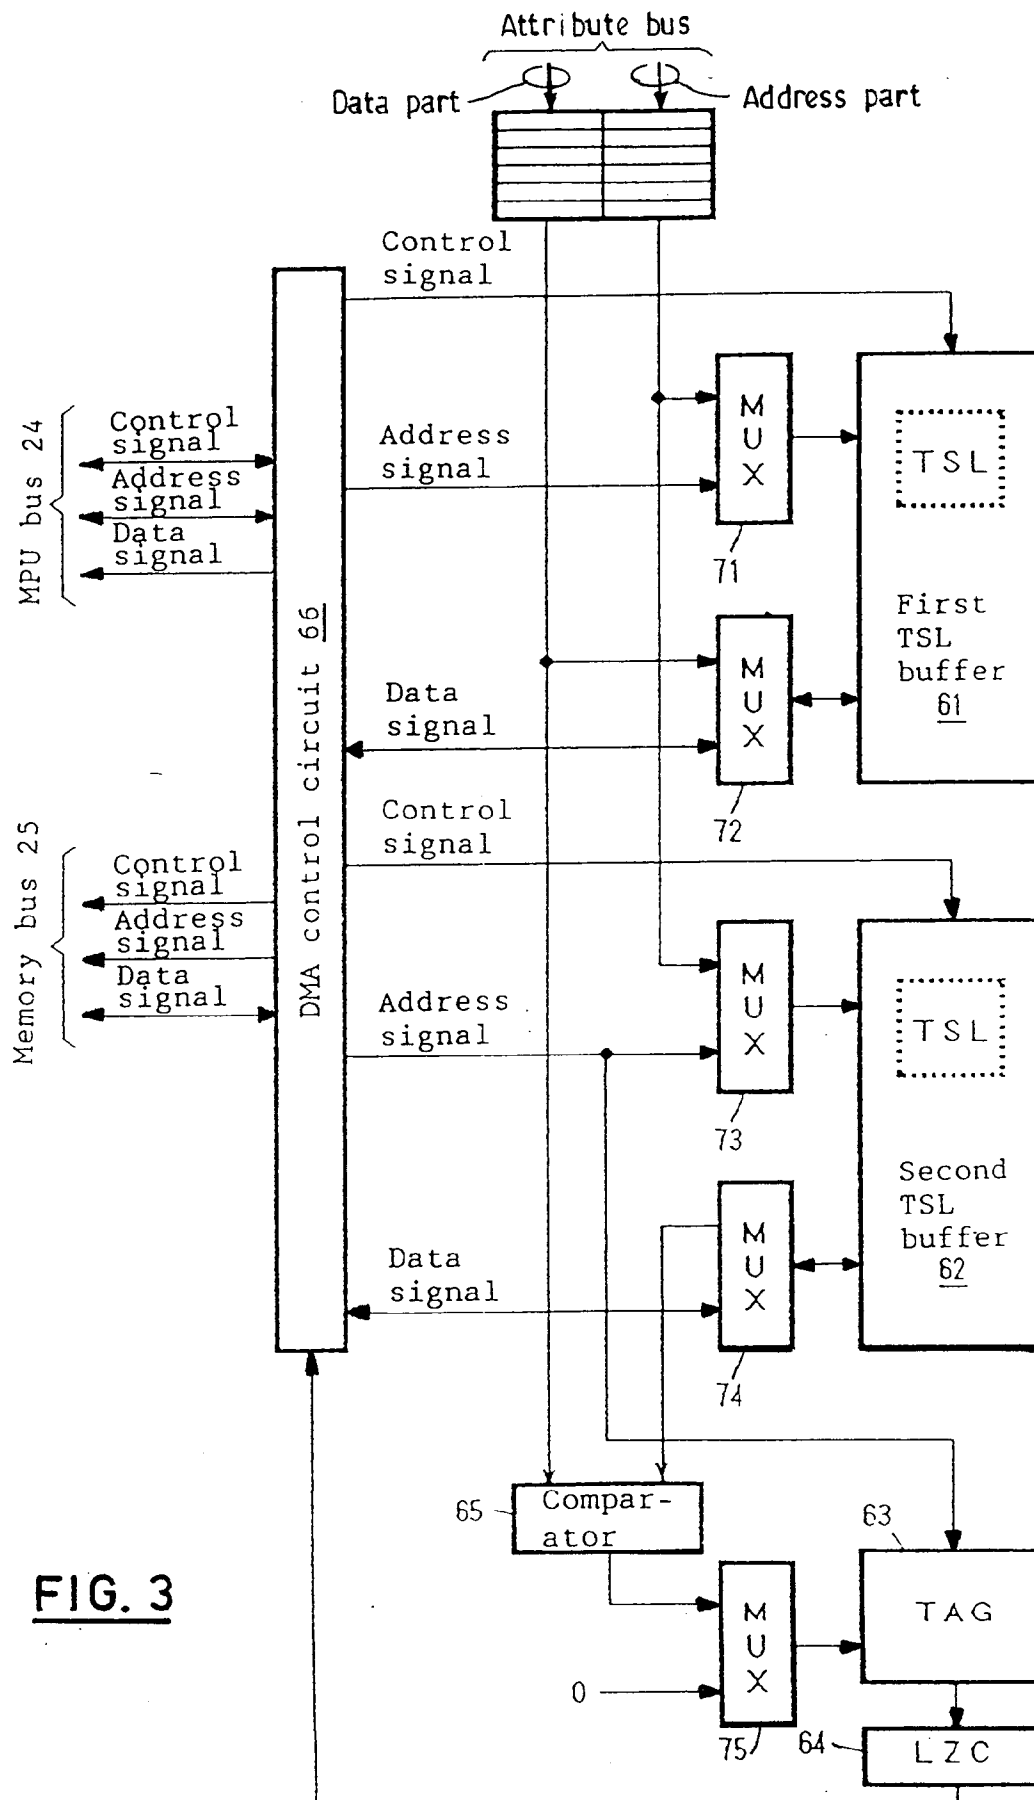 Attribute bus
Data part
Address part
Control
signal
MPU bus 24
Control
signal
Address
signal
Data
signal
Address
signal
M
U
X
71
TSL
First
TSL
buffer
61
DMA control circuit 66
Data
signal
M
U
X
72
Memory bus 25
Control
signal
Address
signal
Data
signal
Control
signal
Address
signal
M
U
X
73
TSL
Second
TSL
buffer
62
Data
signal
M
U
X
74
65
Compar-
ator
63
TAG
M
U
X
0
75
64
LZC
FIG. 3